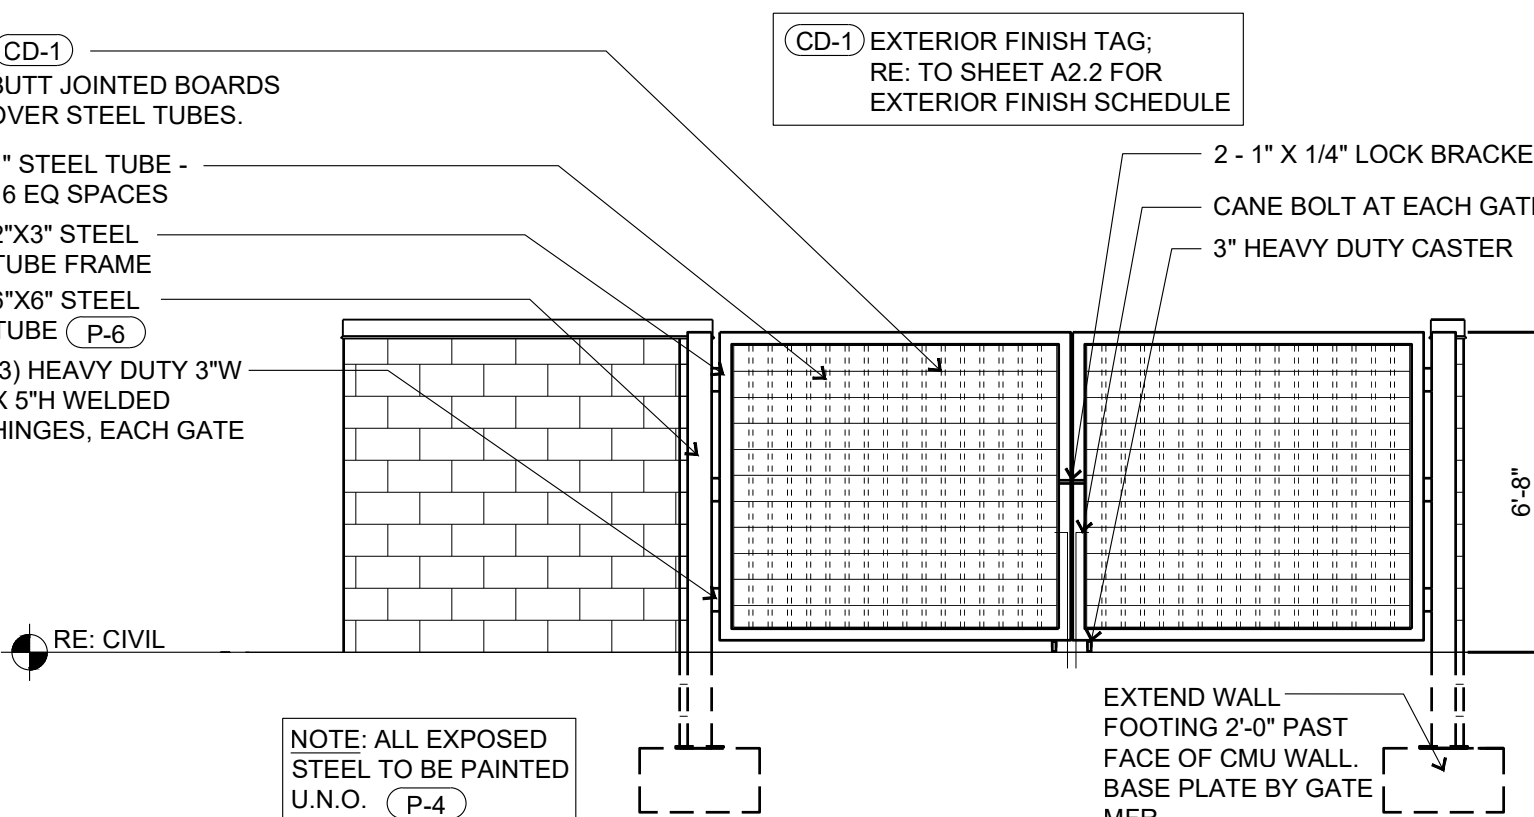 CD-1
BUTT JOINTED BOARDS
OVER STEEL TUBES.
" STEEL TUBE -
6 EQ SPACES
2"X3" STEEL
TUBE FRAME
6"X6" STEEL
TUBE P-6
3) HEAVY DUTY 3"W
X 5"H WELDED
HINGES, EACH GATE
RE: CIVIL
NOTE: ALL EXPOSED
STEEL TO BE PAINTED
U.N.O. P-4
CD-1 EXTERIOR FINISH TAG;
RE: TO SHEET A2.2 FOR
EXTERIOR FINISH SCHEDULE
2 - 1" X 1/4" LOCK BRACKE
CANE BOLT AT EACH GATE
3" HEAVY DUTY CASTER
6'-8"
EXTEND WALL
FOOTING 2'-0" PAST
FACE OF CMU WALL.
BASE PLATE BY GATE
MFR